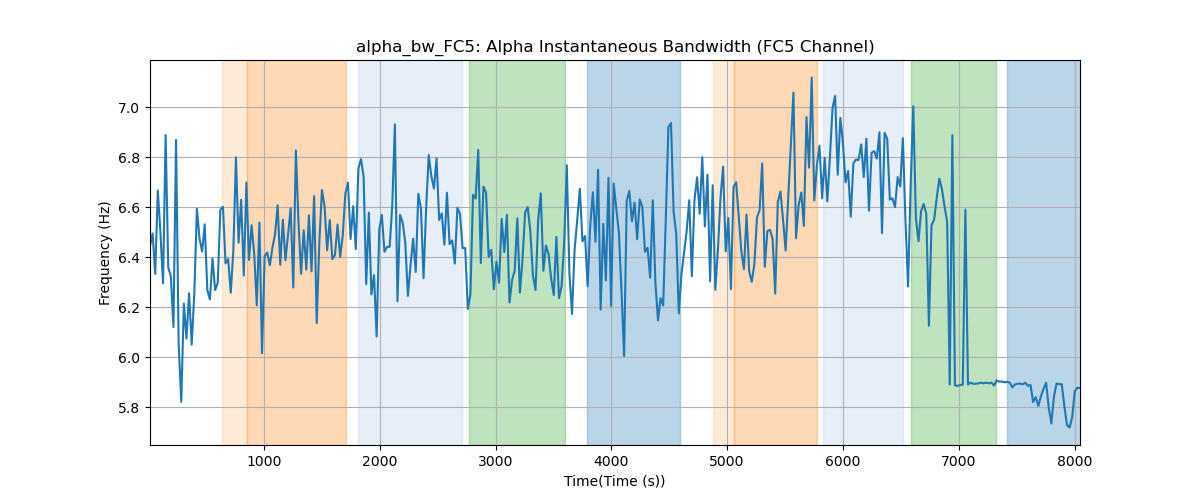 alpha_bw_FC5: Alpha Instantaneous Bandwidth (FC5 Channel)
Frequency (Hz)
7.0
6.8
6.6
6.4
6.2
6.0
5.8
1000 2000 3000 4000 5000 6000 7000 8000
Time(Time (s))